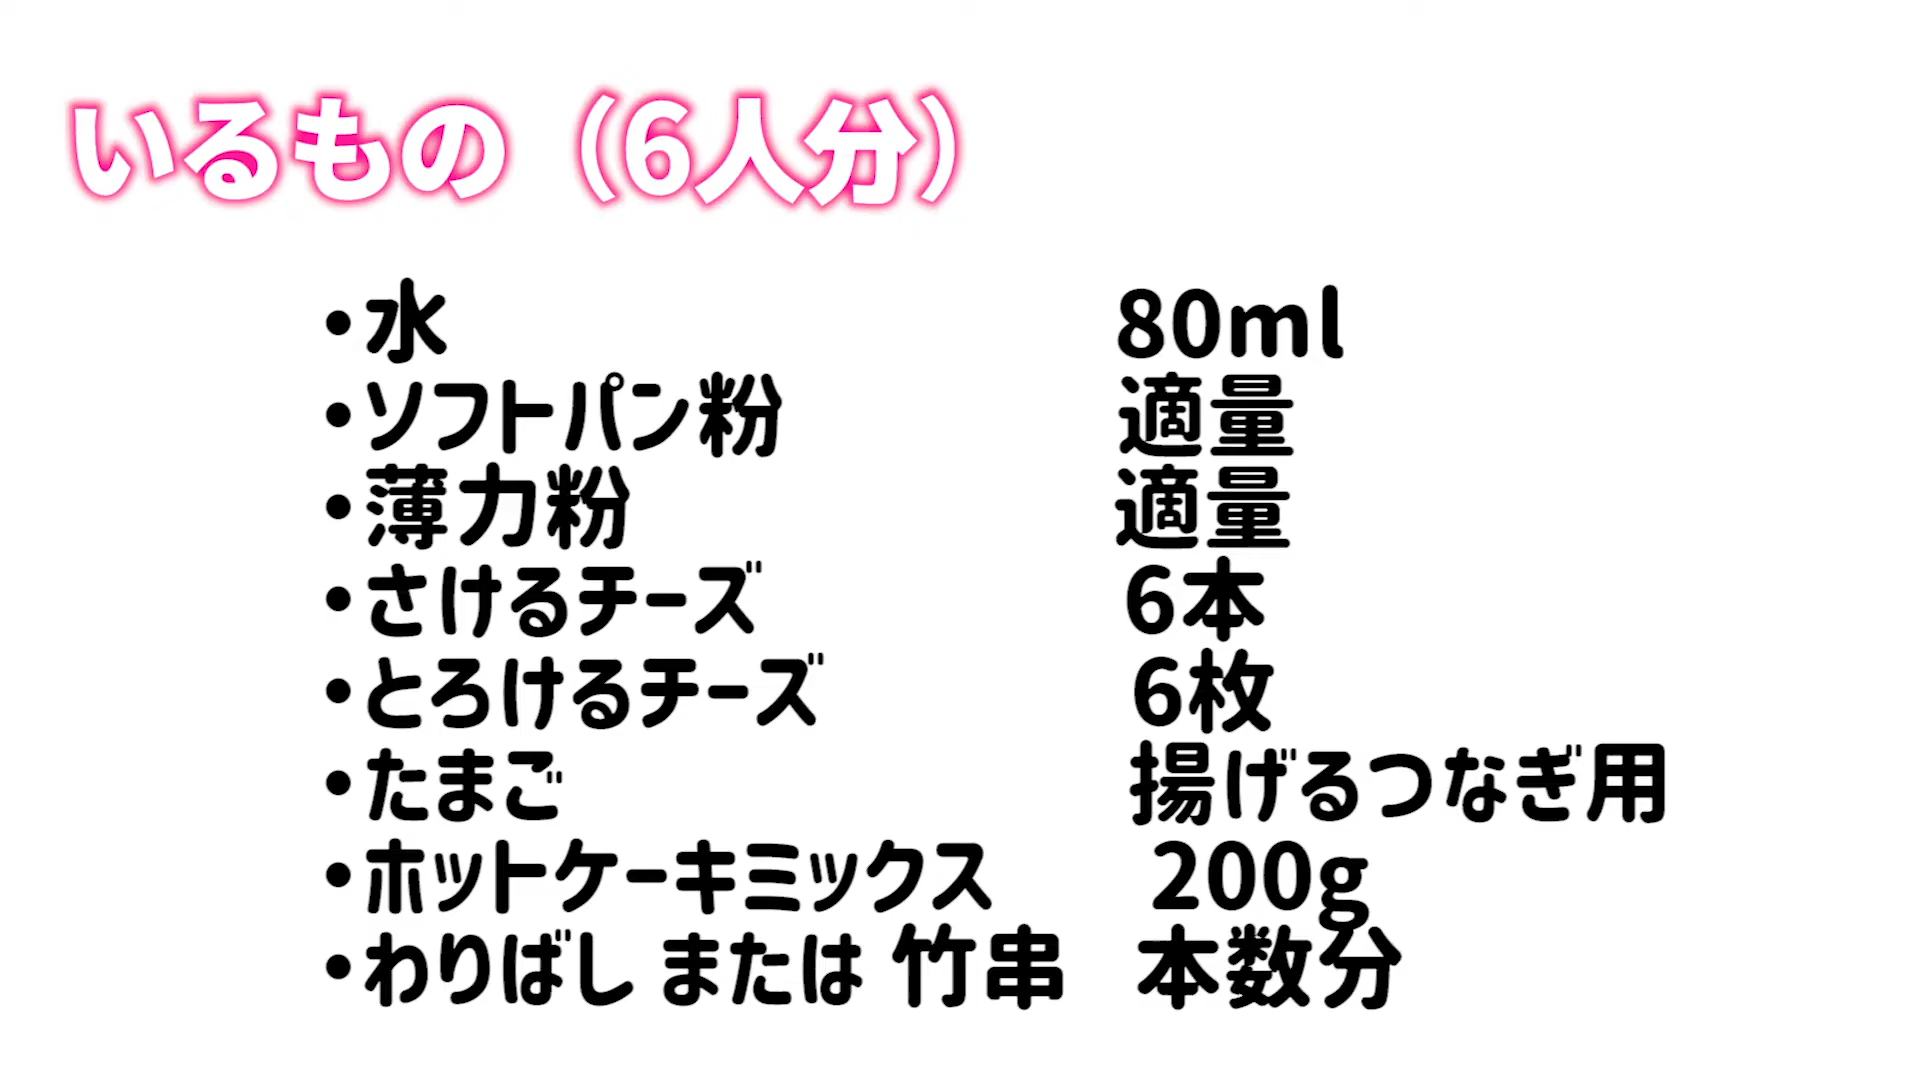 いるもの（6人分）
・水 80ml
・ソフトパン粉 適量
・薄力粉 適量
・さけるチーズ 6本
・とろけるチーズ 6枚
・たまご 揚げるつなぎ用
・ホットケーキミックス 200g
・わりばし または 竹串 本数分